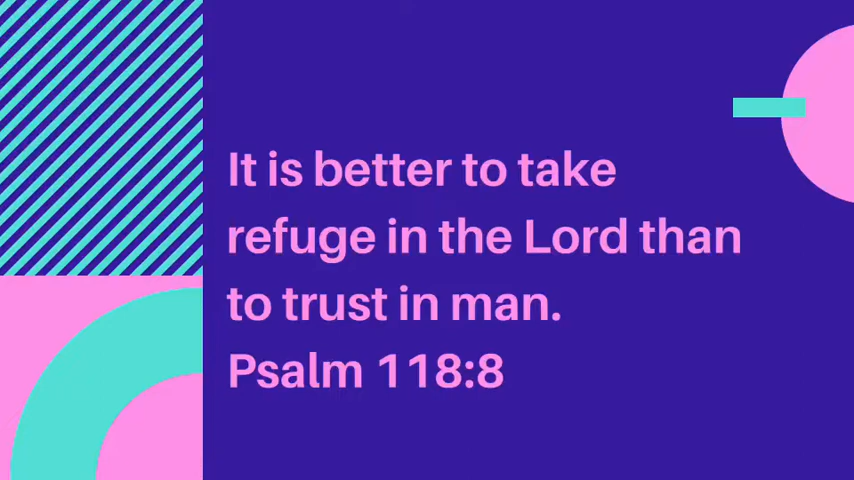 It is better to take
refuge in the Lord than
to trust in man.
Psalm 118:8